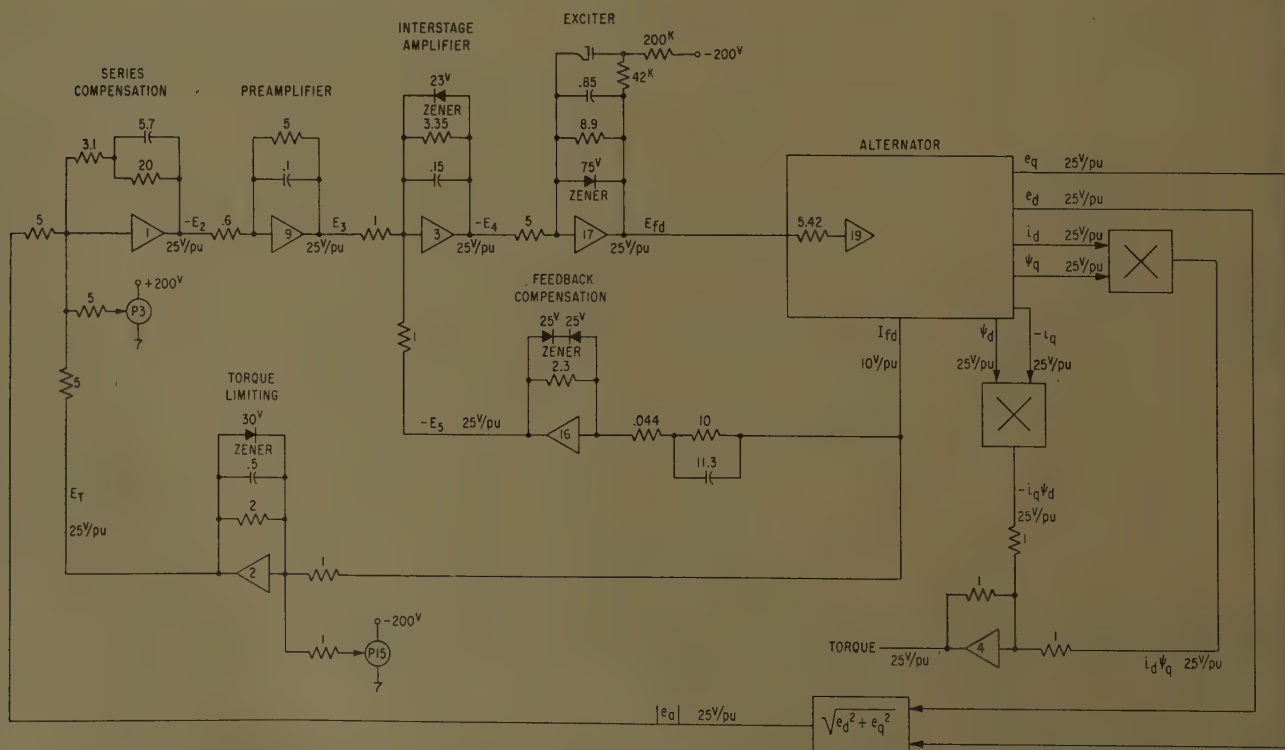 EXCITER
INTERSTAGE
AMPLIFIER
200K
-200V
42K
SERIES
COMPENSATION
PREAMPLIFIER
23V
ZENER
.85
5.7
5
3.35
8.9
ALTERNATOR
3.1
20
.1
.15
75V
ZENER
eq 25V/pu
ed 25V/pu
5
1
-E2
25V/pu
.6
9
E3
25V/pu
1
3
-E4
25V/pu
5
17
Efd
25V/pu
5.42
19
id 25V/pu
ψq 25V/pu
+200V
5
P3
FEEDBACK
COMPENSATION
25V 25V
ZENER
2.3
1
Ifd
10V/pu
ψd
25V/pu
-iq
25V/pu
5
TORQUE
LIMITING
30V
ZENER
.5
2
-E5 25V/pu
16
.044
10
11.3
ET
25V/pu
2
1
-iqψd
25V/pu
1
1
-200V
1
P15
TORQUE
25V/pu
4
1
idψq 25V/pu
|ea| 25V/pu
√ed² + eq²